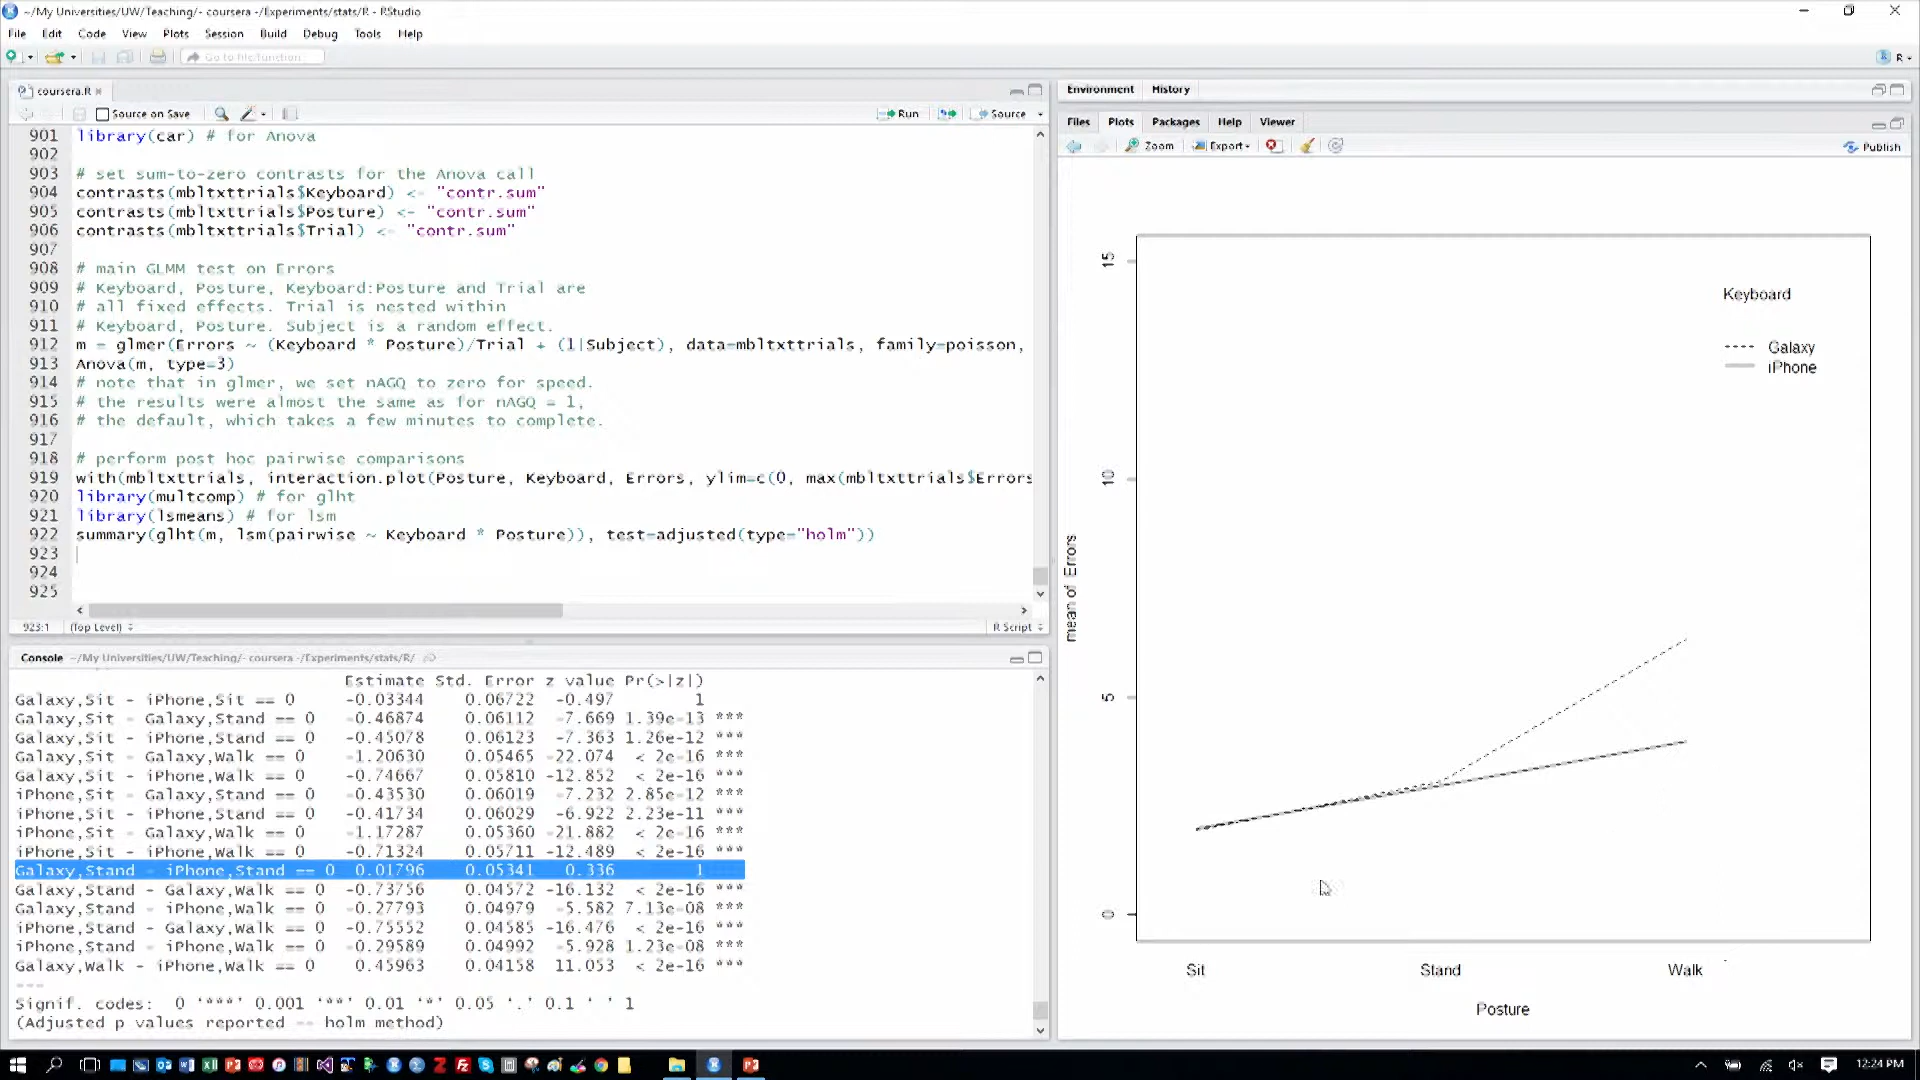 ~/My Universities/UW/Teaching/- coursera -/Experiments/stats/R - RStudio
File Edit Code View Plots Session Build Debug Tools Help
Go to file/function
R
coursera.R
Source on Save
Run
Source
901 library(car) # for Anova
902
903 # set sum-to-zero contrasts for the Anova call
904 contrasts(mbltxttrials$Keyboard) <- "contr.sum"
905 contrasts(mbltxttrials$Posture) <- "contr.sum"
906 contrasts(mbltxttrials$Trial) <- "contr.sum"
907
908 # main GLMM test on Errors
909 # Keyboard, Posture, Keyboard:Posture and Trial are
910 # all fixed effects. Trial is nested within
911 # Keyboard, Posture. Subject is a random effect.
912 m = glmer(Errors ~ (Keyboard * Posture)/Trial + (1|Subject), data=mbltxttrials, family=poisson,
913 Anova(m, type=3)
914 # note that in glmer, we set nAGQ to zero for speed.
915 # the results were almost the same as for nAGQ = 1,
916 # the default, which takes a few minutes to complete.
917
918 # perform post hoc pairwise comparisons
919 with(mbltxttrials, interaction.plot(Posture, Keyboard, Errors, ylim=c(0, max(mbltxttrials$Errors
920 library(multcomp) # for glht
921 library(lsmeans) # for lsm
922 summary(glht(m, lsm(pairwise ~ Keyboard * Posture)), test=adjusted(type="holm"))
923
924
925
923:1 (Top Level) R Script
Console ~/My Universities/UW/Teaching/- coursera -/Experiments/stats/R/
Estimate Std. Error z value Pr(>|z|)
Galaxy,Sit - iPhone,Sit == 0 -0.03344 0.06722 -0.497 1
Galaxy,Sit - Galaxy,Stand == 0 -0.46874 0.06112 -7.669 1.39e-13 ***
Galaxy,Sit - iPhone,Stand == 0 -0.45078 0.06123 -7.363 1.26e-12 ***
Galaxy,Sit - Galaxy,Walk == 0 -1.20630 0.05465 -22.074 < 2e-16 ***
Galaxy,Sit - iPhone,Walk == 0 -0.74667 0.05810 -12.852 < 2e-16 ***
iPhone,Sit - Galaxy,Stand == 0 -0.43530 0.06019 -7.232 2.85e-12 ***
iPhone,Sit - iPhone,Stand == 0 -0.41734 0.06029 -6.922 2.23e-11 ***
iPhone,Sit - Galaxy,Walk == 0 -1.17287 0.05360 -21.882 < 2e-16 ***
iPhone,Sit - iPhone,Walk == 0 -0.71324 0.05711 -12.489 < 2e-16 ***
Galaxy,Stand - iPhone,Stand == 0 0.01796 0.05341 0.336 1
Galaxy,Stand - Galaxy,Walk == 0 -0.73756 0.04572 -16.132 < 2e-16 ***
Galaxy,Stand - iPhone,Walk == 0 -0.27793 0.04979 -5.582 7.13e-08 ***
iPhone,Stand - Galaxy,Walk == 0 -0.75552 0.04585 -16.476 < 2e-16 ***
iPhone,Stand - iPhone,Walk == 0 -0.29589 0.04992 -5.928 1.23e-08 ***
Galaxy,Walk - iPhone,Walk == 0 0.45963 0.04158 11.053 < 2e-16 ***
---
Signif. codes: 0 '***' 0.001 '**' 0.01 '*' 0.05 '.' 0.1 ' ' 1
(Adjusted p values reported -- holm method)
Environment History
Files Plots Packages Help Viewer
Zoom Export Publish
Keyboard
Galaxy
iPhone
15
10
5
0
mean of Errors
Sit Stand Walk
Posture
12:24 PM